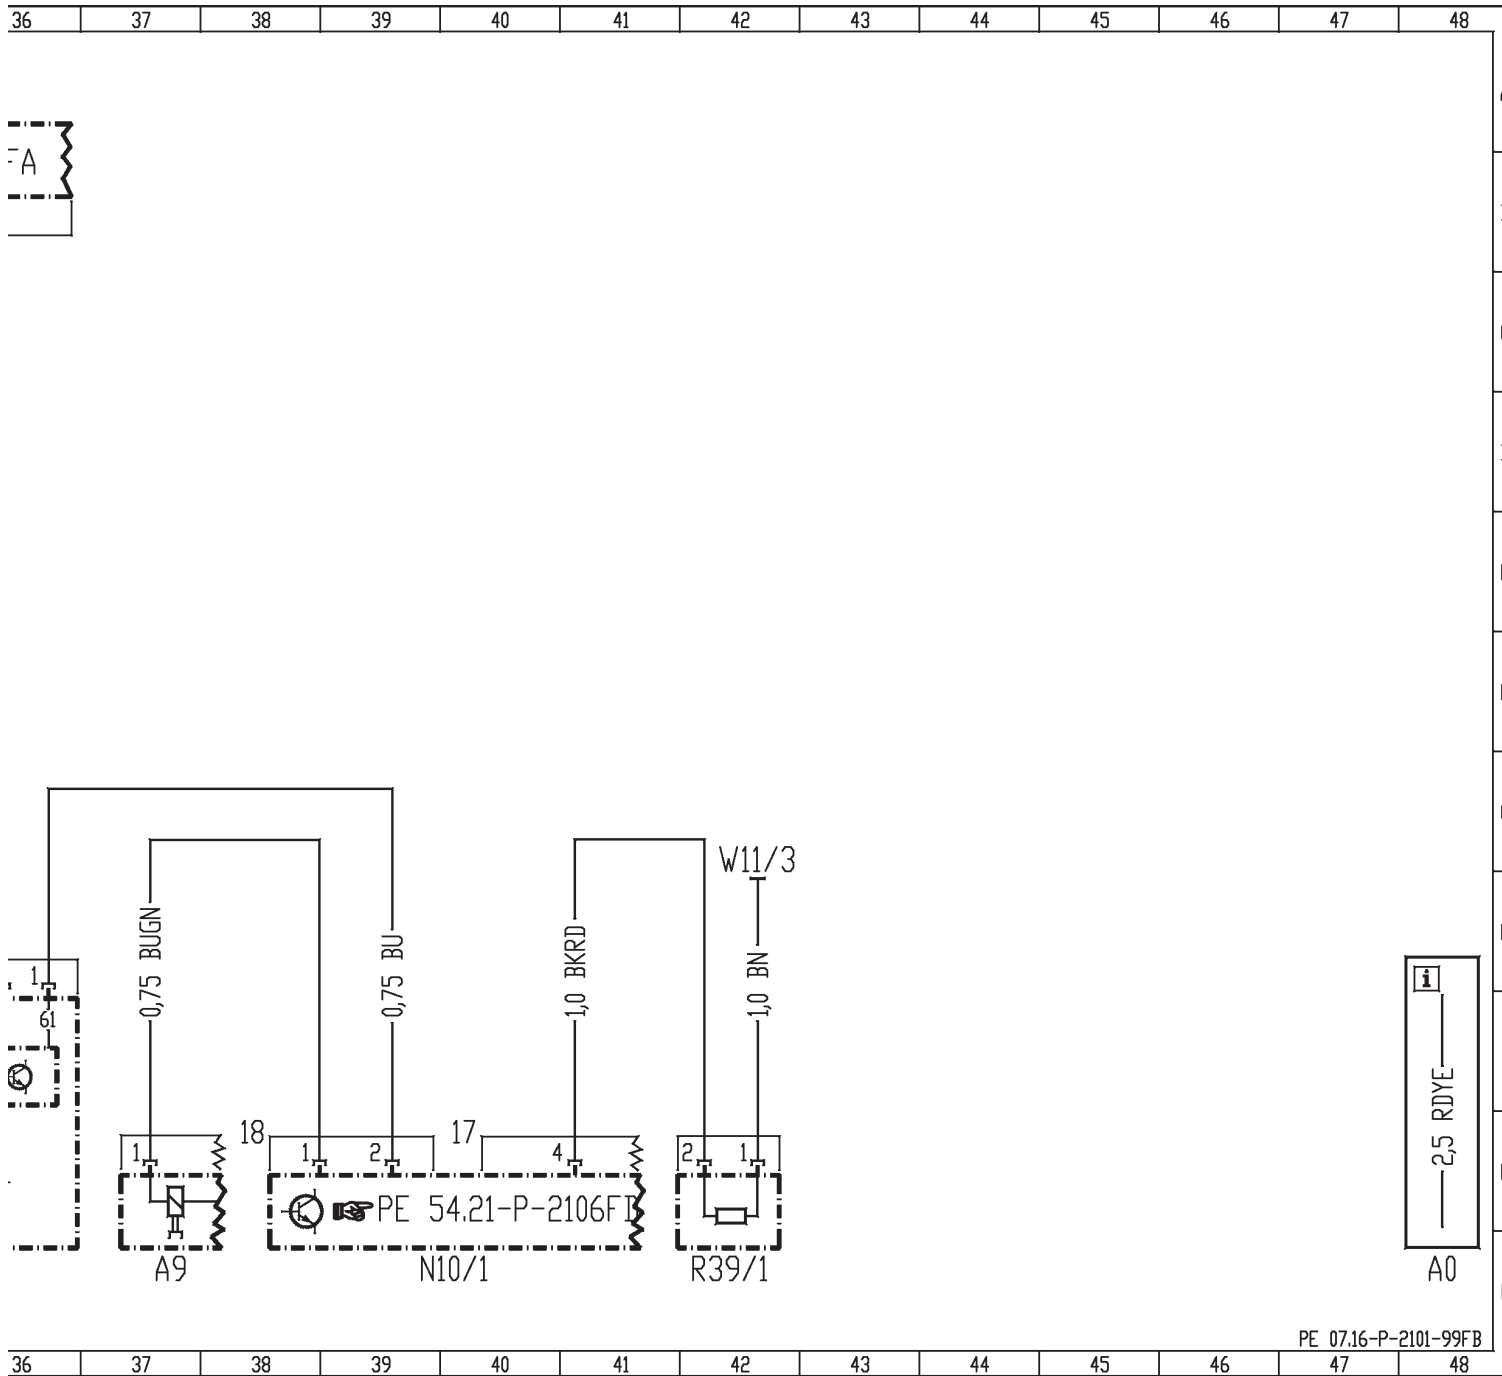 36 37 38 39 40 41 42 43 44 45 46 47 48
FA
W11/3
0,75 BUGN
0,75 BU
1,0 BKRD
1,0 BN
1
61
i
2,5 RDYE
18 17
1 1 2 4 2 1
PE 54.21-P-2106FI
A9 N10/1 R39/1 A0
PE 07.16-P-2101-99FB
36 37 38 39 40 41 42 43 44 45 46 47 48